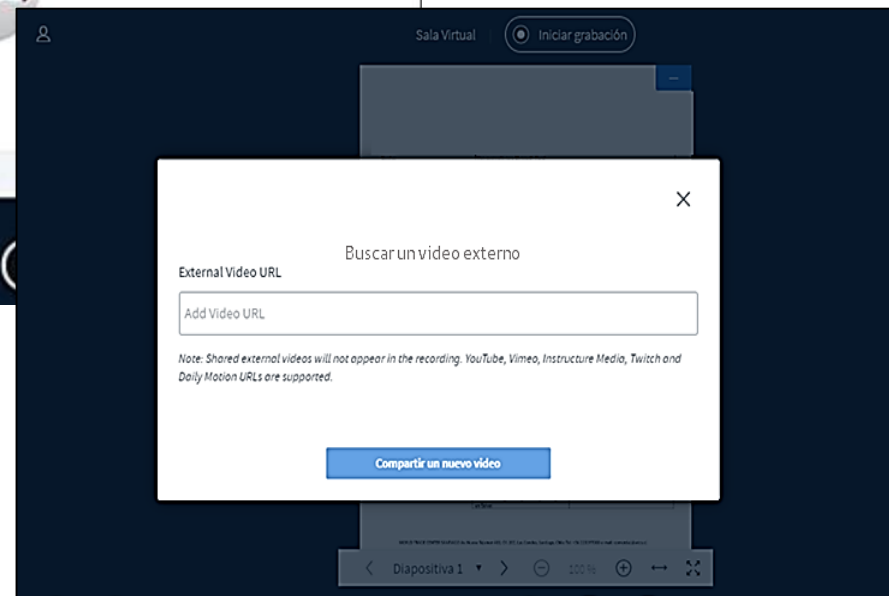 Sala Virtual
Iniciar grabación
Buscar un video externo
External Video URL
Add Video URL
Note: Shared external videos will not appear in the recording. YouTube, Vimeo, Instructure Media, Twitch and
Daily Motion URLs are supported.
Compartir un nuevo video
Diapositiva 1
100 %